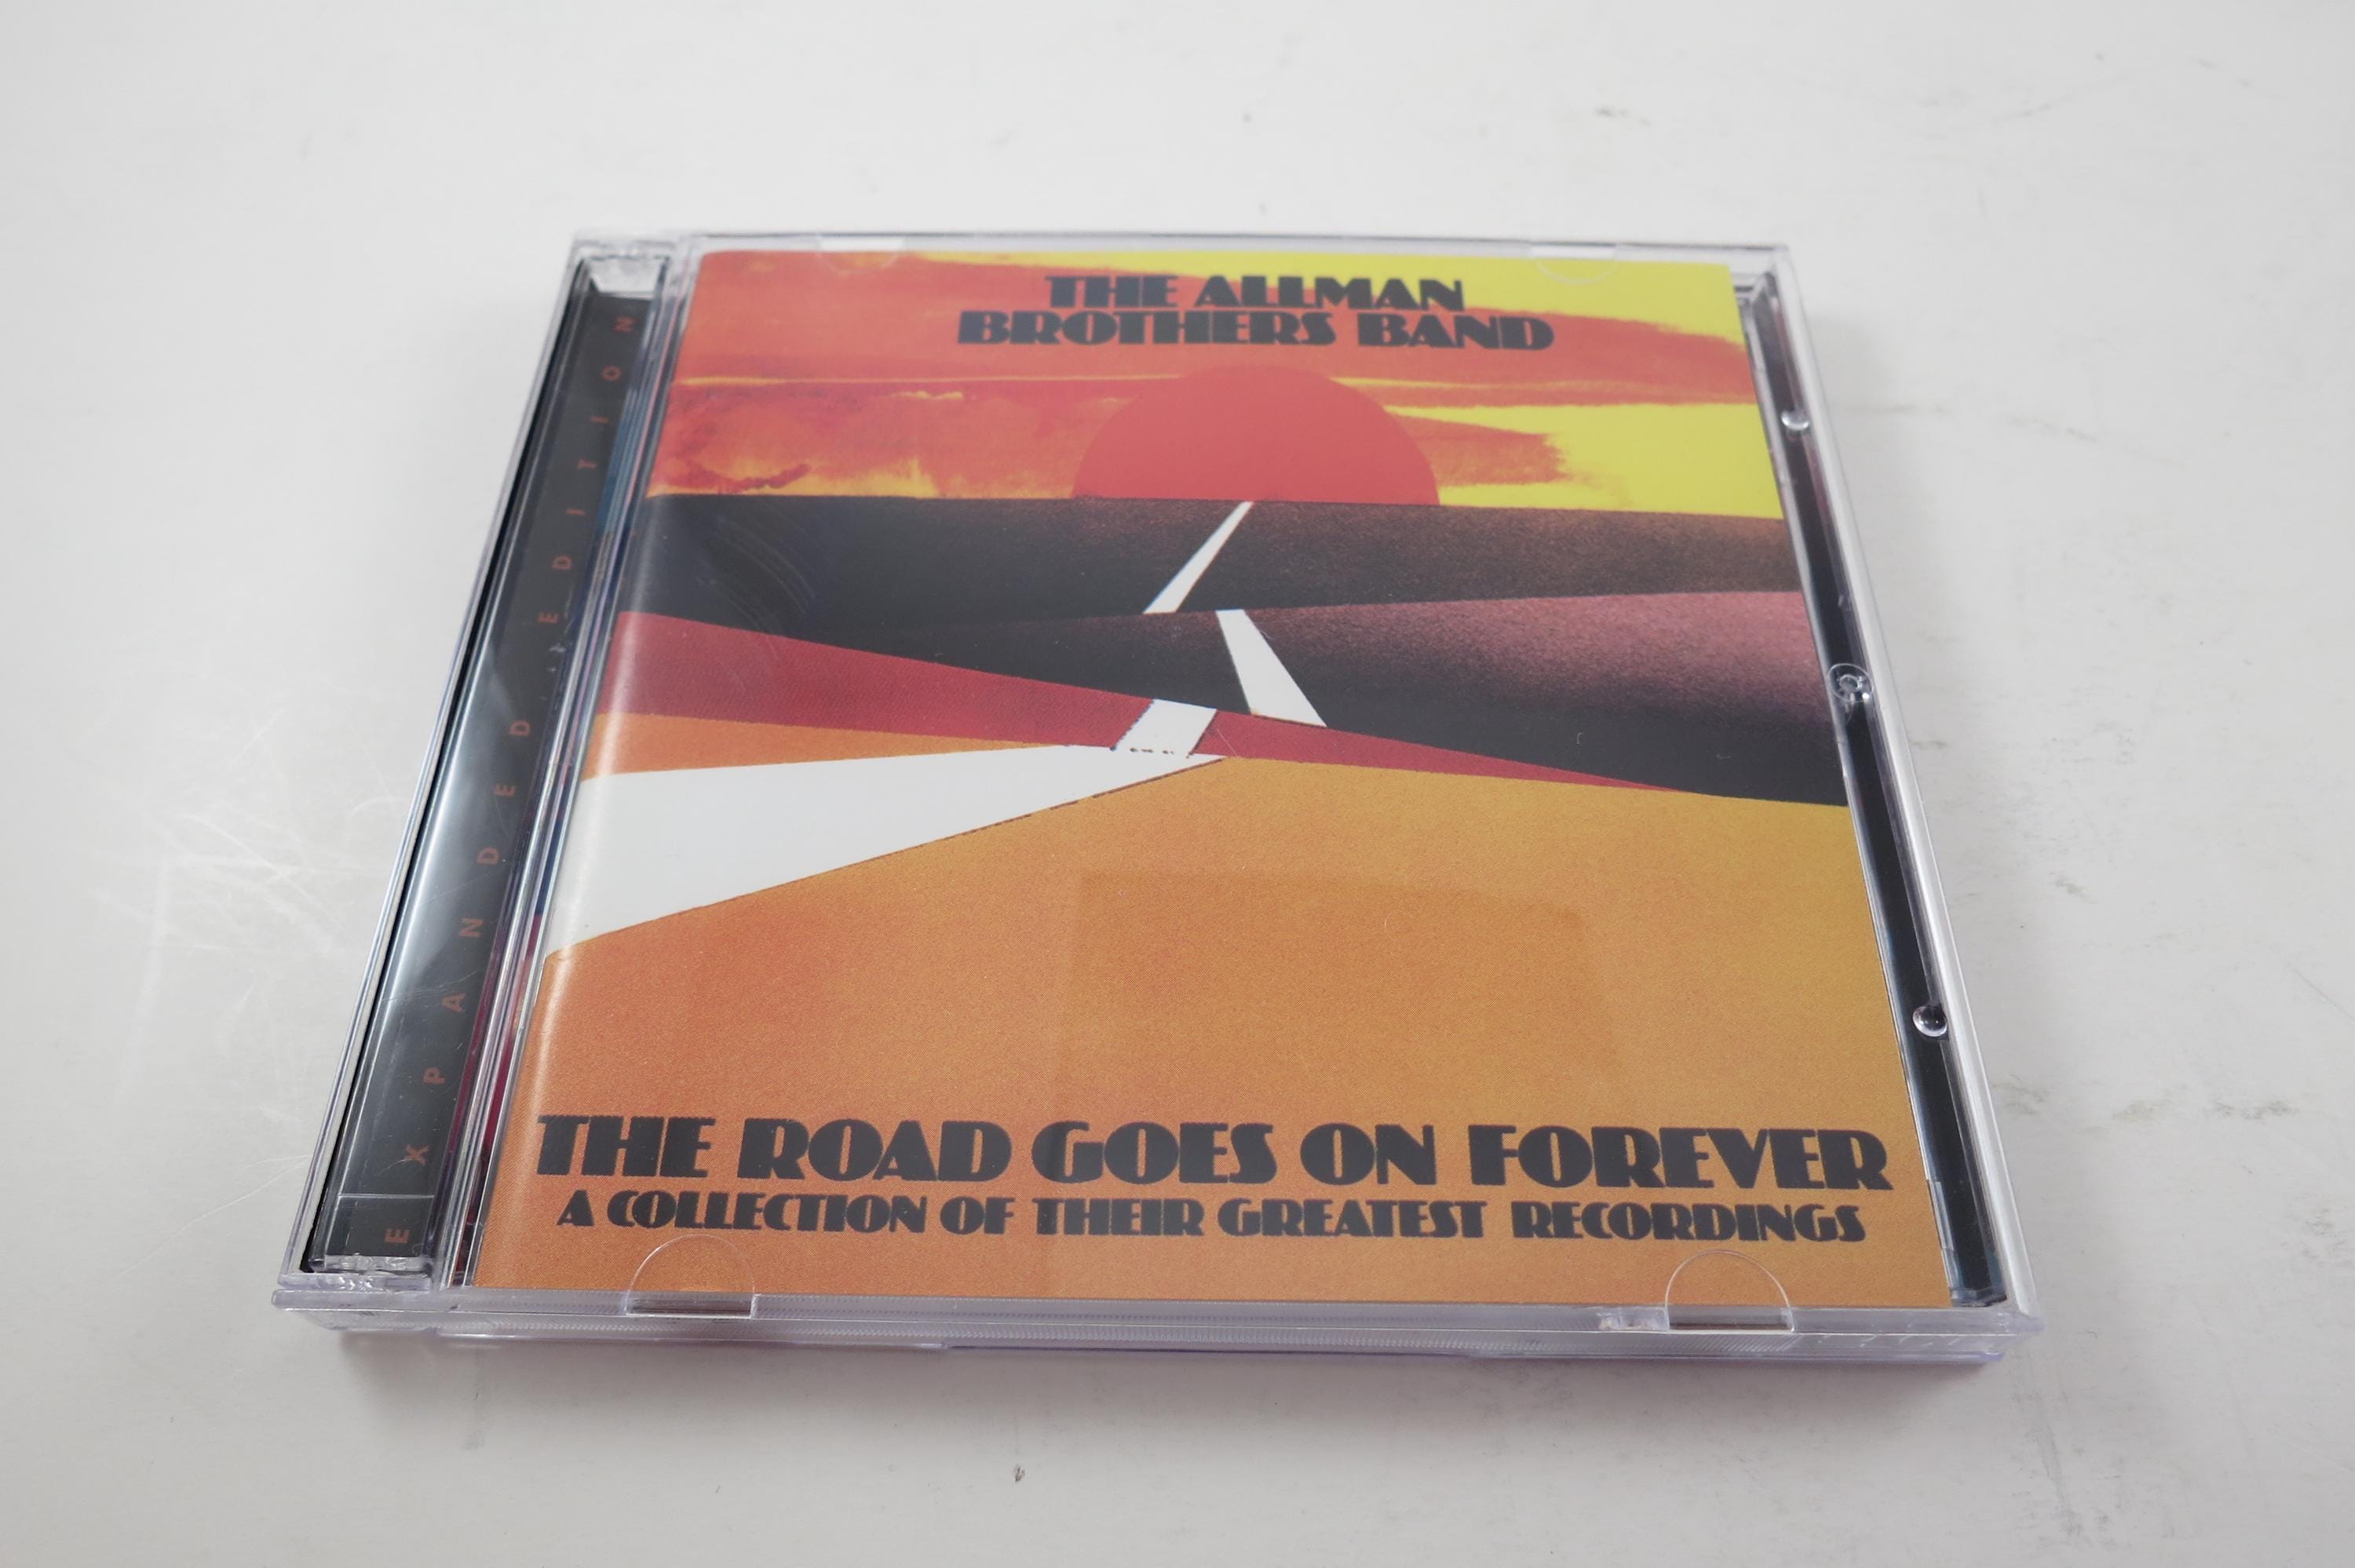 THE ALLMAN
BROTHERS BAND
THE ROAD GOES ON FOREVER
A COLLECTION OF THEIR GREATEST RECORDINGS
EXPANDED EDITION